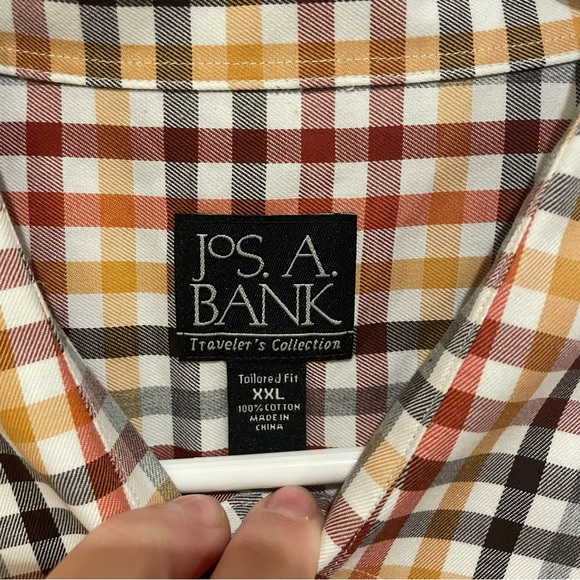 JoS. A.
BANK
Traveler's Collection
Tailored Fit
XXL
100% COTTON
MADE IN
CHINA